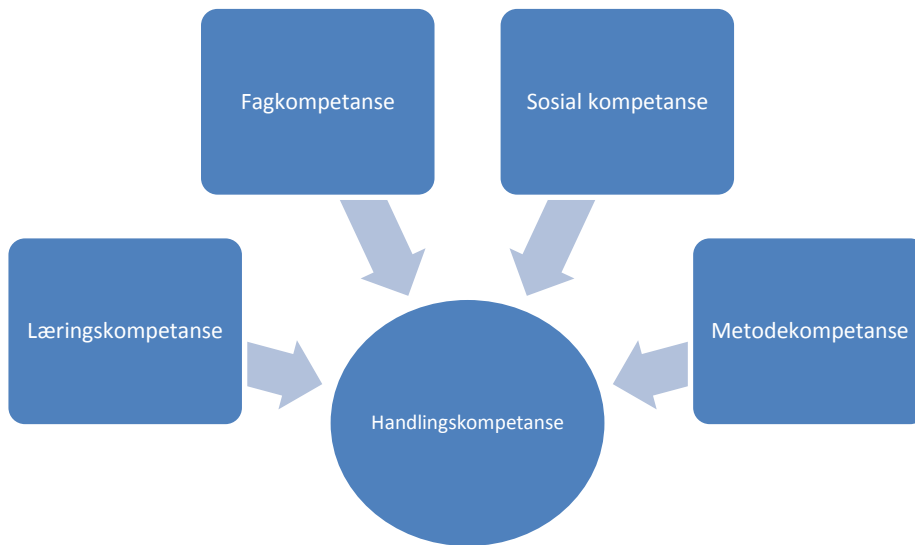 Fagkompetanse
Sosial kompetanse
Læringskompetanse
Metodekompetanse
Handlingskompetanse